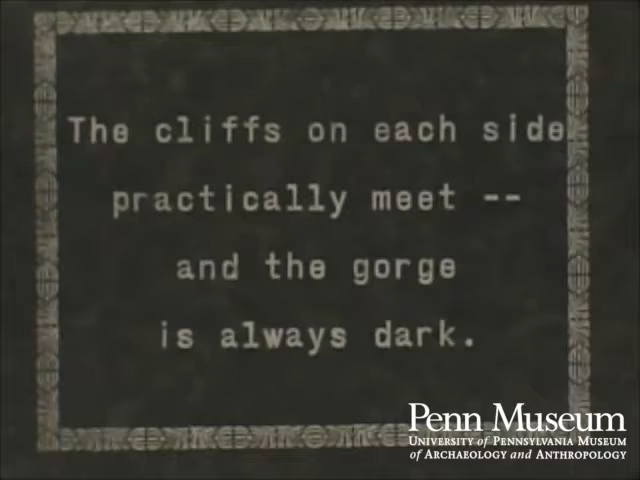 The cliffs on each side
practically meet --
and the gorge
is always dark.
Penn Museum
UNIVERSITY of PENNSYLVANIA MUSEUM
of ARCHAEOLOGY and ANTHROPOLOGY